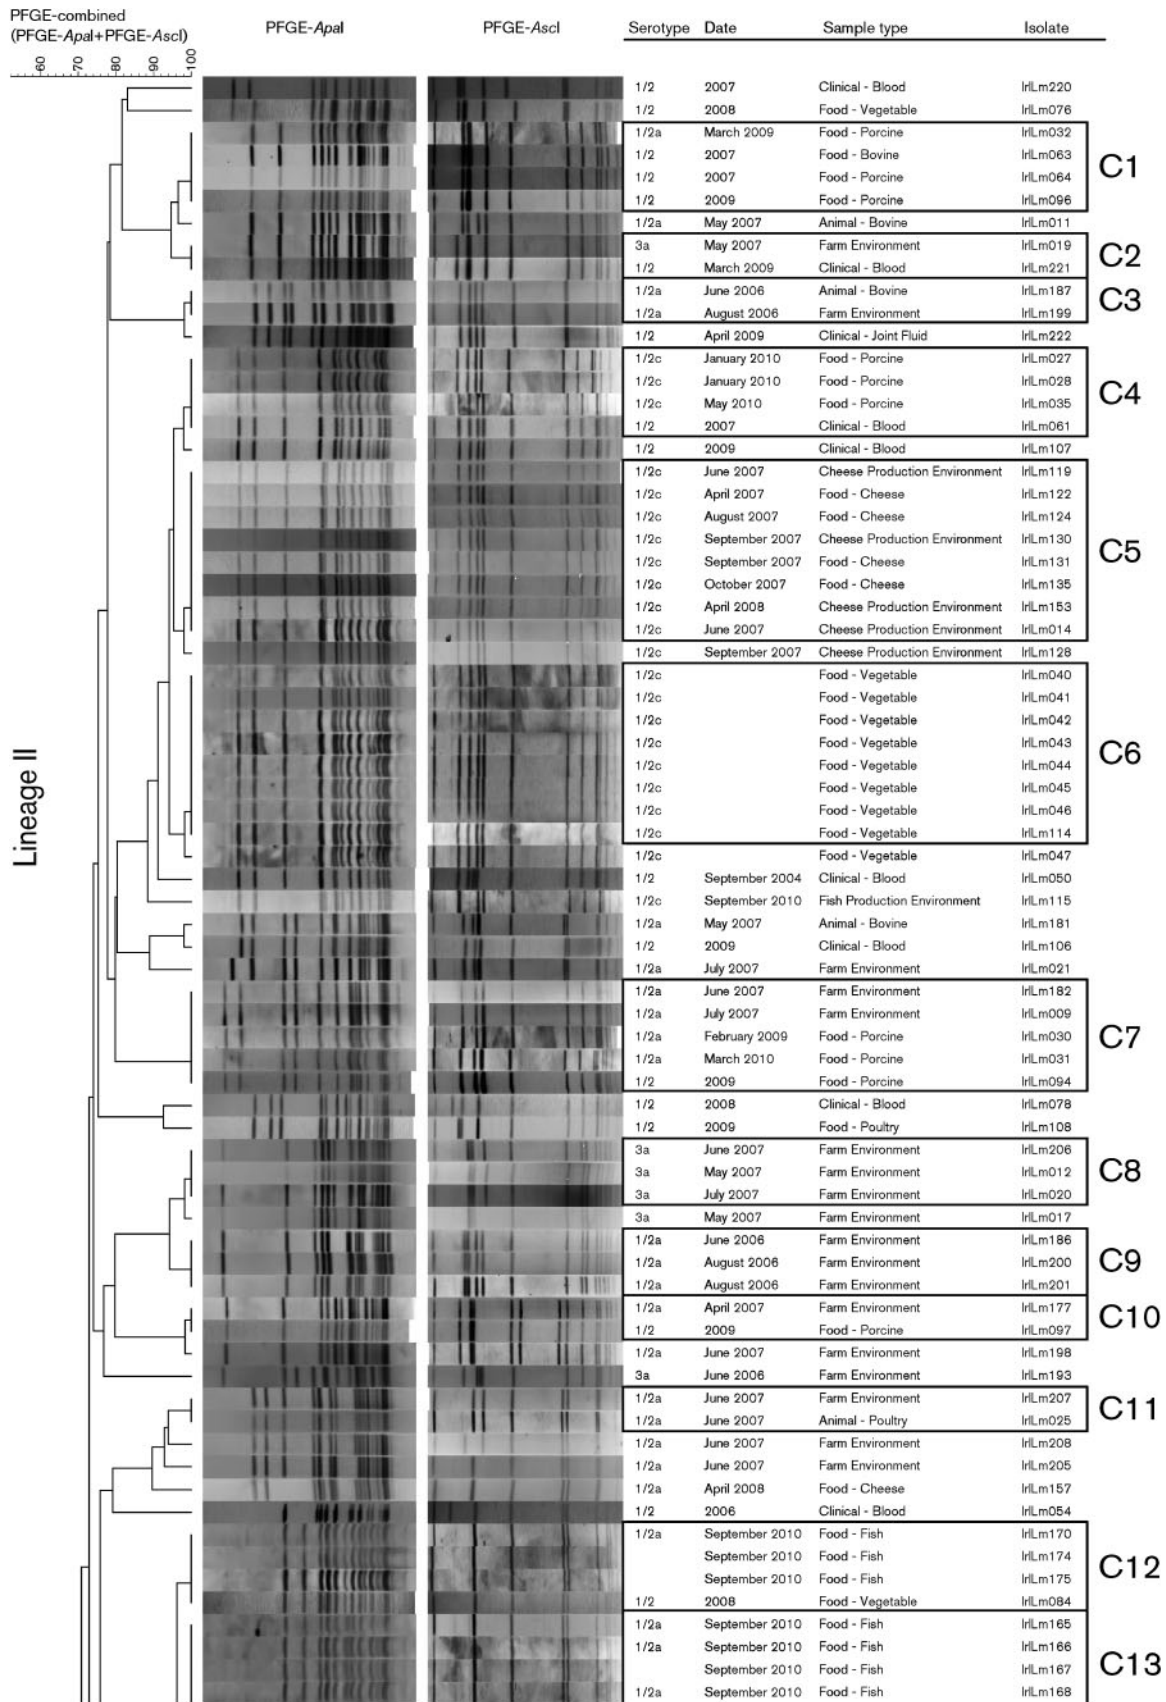 PFGE-combined
(PFGE-ApaI+PFGE-AscI)
PFGE-ApaI PFGE-AscI Serotype Date Sample type Isolate
60 70 80 90 100
1/2 2007 Clinical - Blood IrlLm220
1/2 2008 Food - Vegetable IrlLm076
1/2a March 2009 Food - Porcine IrlLm032
1/2 2007 Food - Bovine IrlLm063
C1
1/2 2007 Food - Porcine IrlLm064
1/2 2009 Food - Porcine IrlLm096
1/2a May 2007 Animal - Bovine IrlLm011
3a May 2007 Farm Environment IrlLm019
C2
1/2 March 2009 Clinical - Blood IrlLm221
1/2a June 2006 Animal - Bovine IrlLm187
C3
1/2a August 2006 Farm Environment IrlLm199
1/2 April 2009 Clinical - Joint Fluid IrlLm222
1/2c January 2010 Food - Porcine IrlLm027
1/2c January 2010 Food - Porcine IrlLm028
C4
1/2c May 2010 Food - Porcine IrlLm035
1/2 2007 Clinical - Blood IrlLm061
1/2 2009 Clinical - Blood IrlLm107
1/2c June 2007 Cheese Production Environment IrlLm119
1/2c April 2007 Food - Cheese IrlLm122
1/2c August 2007 Food - Cheese IrlLm124
1/2c September 2007 Cheese Production Environment IrlLm130
C5
1/2c September 2007 Food - Cheese IrlLm131
1/2c October 2007 Food - Cheese IrlLm135
1/2c April 2008 Cheese Production Environment IrlLm153
1/2c June 2007 Cheese Production Environment IrlLm014
1/2c September 2007 Cheese Production Environment IrlLm128
1/2c Food - Vegetable IrlLm040
1/2c Food - Vegetable IrlLm041
1/2c Food - Vegetable IrlLm042
1/2c Food - Vegetable IrlLm043
C6
1/2c Food - Vegetable IrlLm044
1/2c Food - Vegetable IrlLm045
1/2c Food - Vegetable IrlLm046
1/2c Food - Vegetable IrlLm114
Lineage II
1/2c Food - Vegetable IrlLm047
1/2 September 2004 Clinical - Blood IrlLm050
1/2c September 2010 Fish Production Environment IrlLm115
1/2a May 2007 Animal - Bovine IrlLm181
1/2 2009 Clinical - Blood IrlLm106
1/2a July 2007 Farm Environment IrlLm021
1/2a June 2007 Farm Environment IrlLm182
1/2a July 2007 Farm Environment IrlLm009
1/2a February 2009 Food - Porcine IrlLm030
C7
1/2a March 2010 Food - Porcine IrlLm031
1/2 2009 Food - Porcine IrlLm094
1/2 2008 Clinical - Blood IrlLm078
1/2 2009 Food - Poultry IrlLm108
3a June 2007 Farm Environment IrlLm206
3a May 2007 Farm Environment IrlLm012
C8
3a July 2007 Farm Environment IrlLm020
3a May 2007 Farm Environment IrlLm017
1/2a June 2006 Farm Environment IrlLm186
1/2a August 2006 Farm Environment IrlLm200
C9
1/2a August 2006 Farm Environment IrlLm201
1/2a April 2007 Farm Environment IrlLm177
C10
1/2 2009 Food - Porcine IrlLm097
1/2a June 2007 Farm Environment IrlLm198
3a June 2006 Farm Environment IrlLm193
1/2a June 2007 Farm Environment IrlLm207
C11
1/2a June 2007 Animal - Poultry IrlLm025
1/2a June 2007 Farm Environment IrlLm208
1/2a June 2007 Farm Environment IrlLm205
1/2a April 2008 Food - Cheese IrlLm157
1/2 2006 Clinical - Blood IrlLm054
1/2a September 2010 Food - Fish IrlLm170
September 2010 Food - Fish IrlLm174
C12
September 2010 Food - Fish IrlLm175
1/2 2008 Food - Vegetable IrlLm084
1/2a September 2010 Food - Fish IrlLm165
1/2a September 2010 Food - Fish IrlLm166
C13
September 2010 Food - Fish IrlLm167
1/2a September 2010 Food - Fish IrlLm168